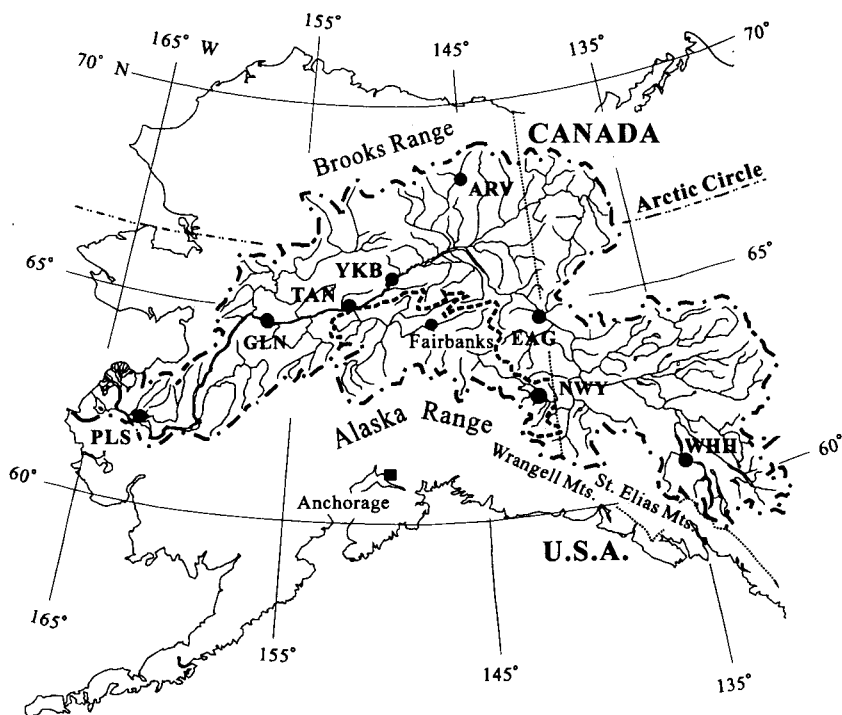 165° W
155°
145°
135°
70°
70° N
CANADA
Brooks Range
ARV
Arctic Circle
65°
65°
YKB
TAN
GLN
Fairbanks
EAG
NWY
PLS
Alaska Range
WHH
60°
60°
Wrangell Mts.
St. Elias Mts.
Anchorage
U.S.A.
165°
155°
145°
135°